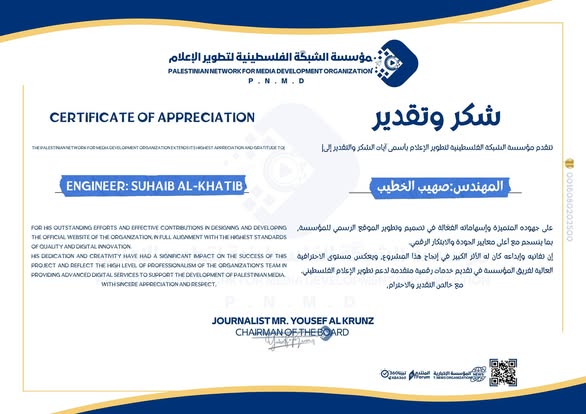 مؤسسة الشبكة الفلسطينية لتطوير الإعلام
PALESTINIAN NETWORK FOR MEDIA DEVELOPMENT ORGANIZATION
P . N . M . D
CERTIFICATE OF APPRECIATION
THE PALESTINIAN NETWORK FOR MEDIA DEVELOPMENT ORGANIZATION EXTENDS ITS HIGHEST APPRECIATION AND GRATITUDE TO|
ENGINEER: SUHAIB AL-KHATIB
FOR HIS OUTSTANDING EFFORTS AND EFFECTIVE CONTRIBUTIONS IN DESIGNING AND DEVELOPING
THE OFFICIAL WEBSITE OF THE ORGANIZATION, IN FULL ALIGNMENT WITH THE HIGHEST STANDARDS
OF QUALITY AND DIGITAL INNOVATION.
HIS DEDICATION AND CREATIVITY HAVE HAD A SIGNIFICANT IMPACT ON THE SUCCESS OF THIS
PROJECT AND REFLECT THE HIGH LEVEL OF PROFESSIONALISM OF THE ORGANIZATION'S TEAM IN
PROVIDING ADVANCED DIGITAL SERVICES TO SUPPORT THE DEVELOPMENT OF PALESTINIAN MEDIA.
WITH SINCERE APPRECIATION AND RESPECT,
شكر وتقدير
تتقدم مؤسسة الشبكة الفلسطينية لتطوير الإعلام بأسمى آيات الشكر والتقدير إلى|
المهندس:صهيب الخطيب
على جهوده المتميزة وإسهاماته الفعّالة في تصميم وتطوير الموقع الرسمي للمؤسسة,
بما ينسجم مع أعلى معايير الجودة والابتكار الرقمي.
إن تفانيه وإبداعه كان له الأثر الكبير في إنجاح هذا المشروع, ويعكس مستوى الاحترافية
العالية لفريق المؤسسة في تقديم خدمات رقمية متقدمة لدعم تطوير الإعلام الفلسطيني.
مع خالص التقدير والاحترام,
P . N . M . D
JOURNALIST MR. YOUSEF AL KRUNZ
CHAIRMAN OF THE BOARD